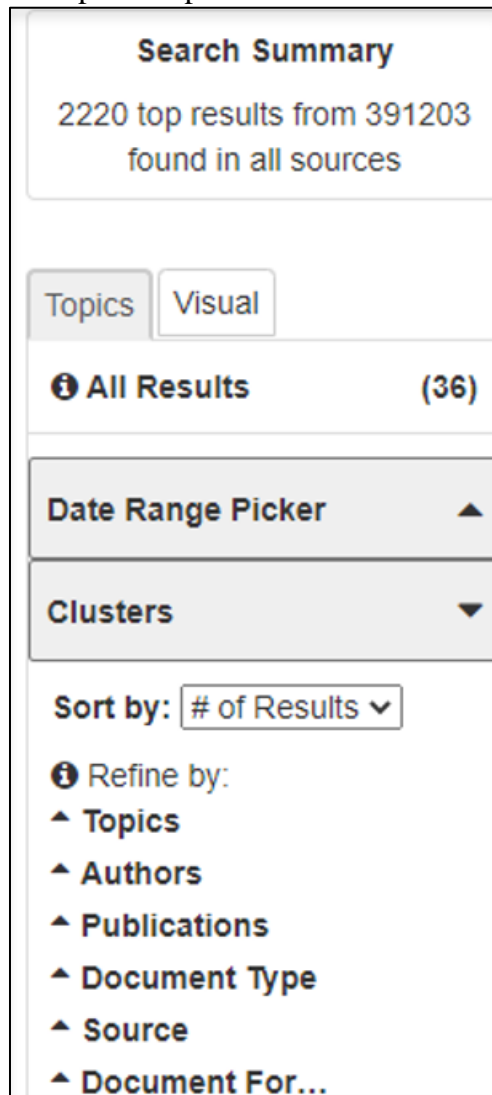 Search Summary
2220 top results from 391203
found in all sources
Topics
Visual
All Results (36)
Date Range Picker
Clusters
Sort by: # of Results
Refine by:
Topics
Authors
Publications
Document Type
Source
Document For...